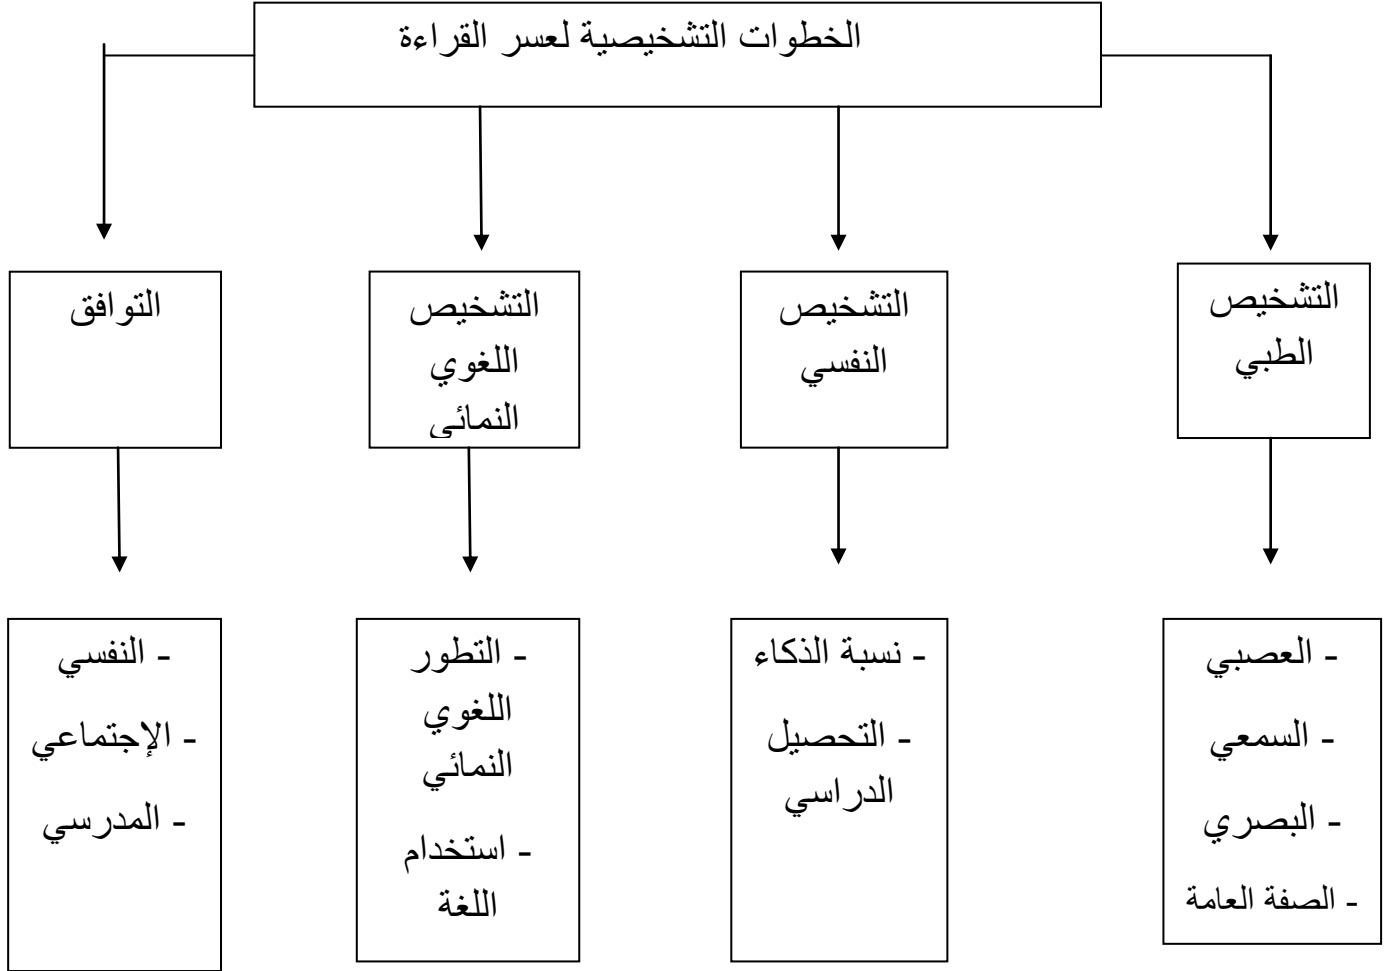 الخطوات التشخيصية لعسر القراءة
التشخيص
الطبي
التشخيص
النفسي
التشخيص
اللغوي
النمائي
التوافق
- العصبي
- السمعي
- البصري
- الصفة العامة
- نسبة الذكاء
- التحصيل
الدراسي
- التطور
اللغوي
النمائي
- استخدام
اللغة
- النفسي
- الإجتماعي
- المدرسي